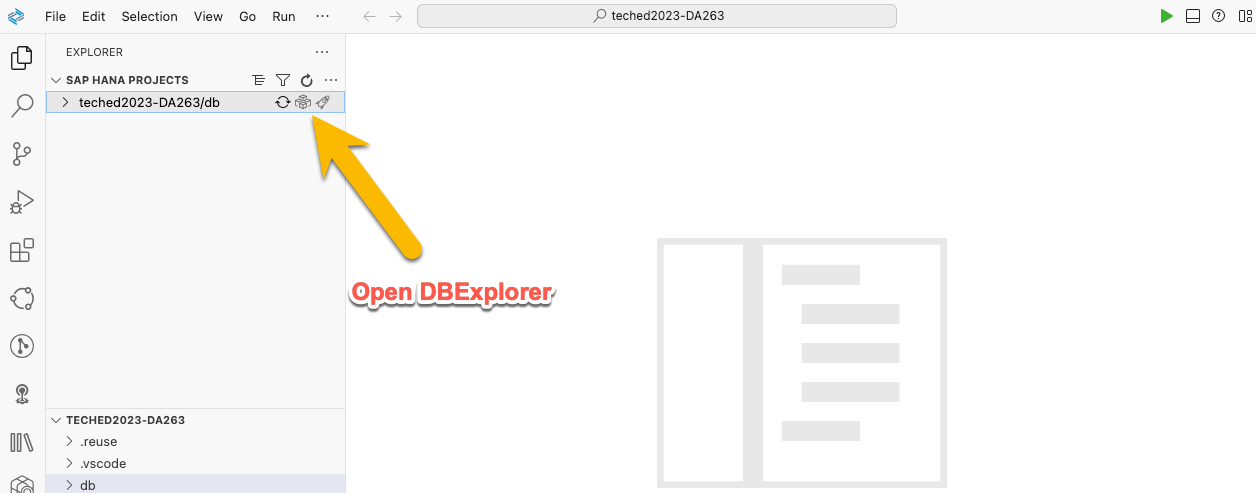 File Edit Selection View Go Run ···
teched2023-DA263
EXPLORER
SAP HANA PROJECTS
teched2023-DA263/db
Open DBExplorer
TECHED2023-DA263
.reuse
.vscode
db